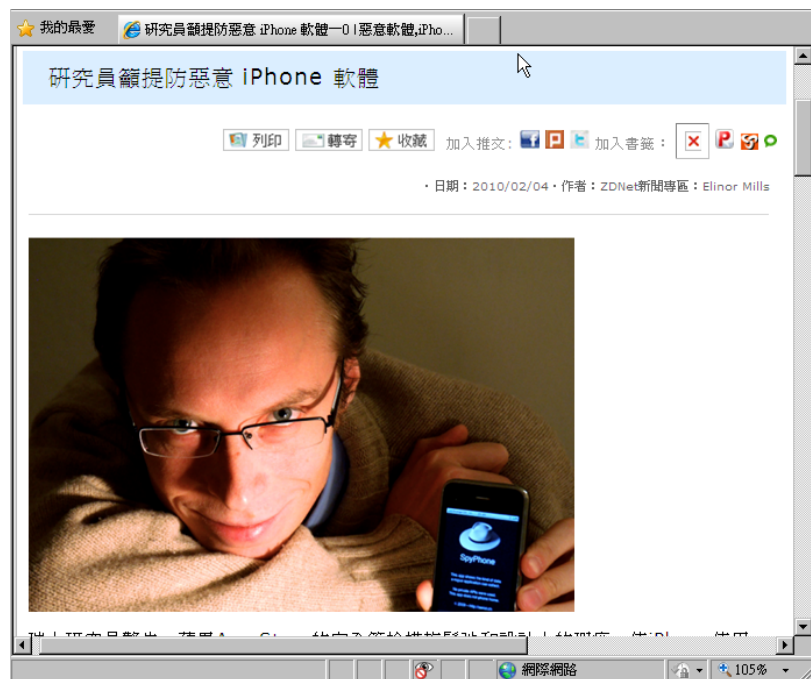 我的最愛
研究員籲提防惡意 iPhone 軟體一0 | 惡意軟體,iPho...
研究員籲提防惡意 iPhone 軟體
列印 轉寄 收藏 加入推文: 加入書籤：
‧日期：2010/02/04‧作者：ZDNet新聞專區：Elinor Mills
SpyPhone
網際網路 105%